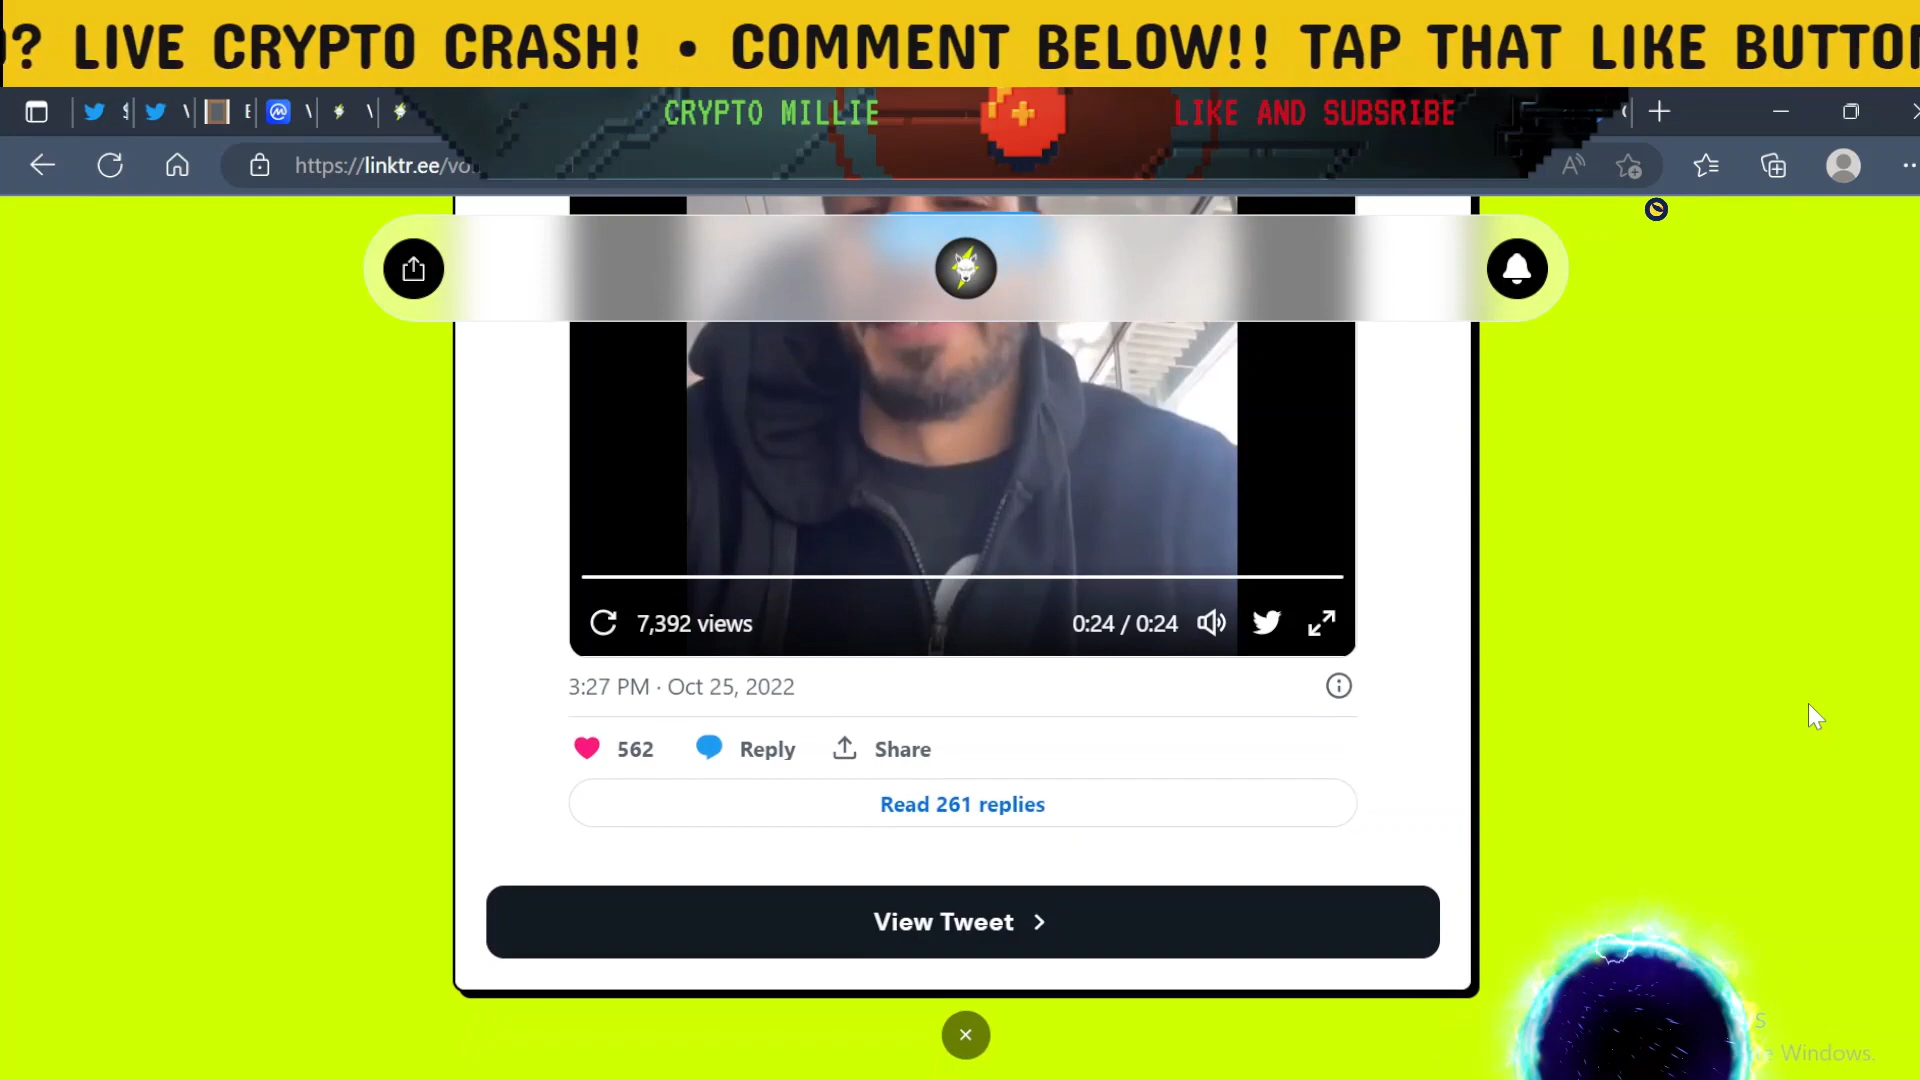 ? LIVE CRYPTO CRASH! • COMMENT BELOW!! TAP THAT LIKE BUTTO
CRYPTO MILLIE
LIKE AND SUBSRIBE
https://linktr.ee/vo
7,392 views
0:24 / 0:24
3:27 PM · Oct 25, 2022
562
Reply
Share
Read 261 replies
View Tweet
Windows.